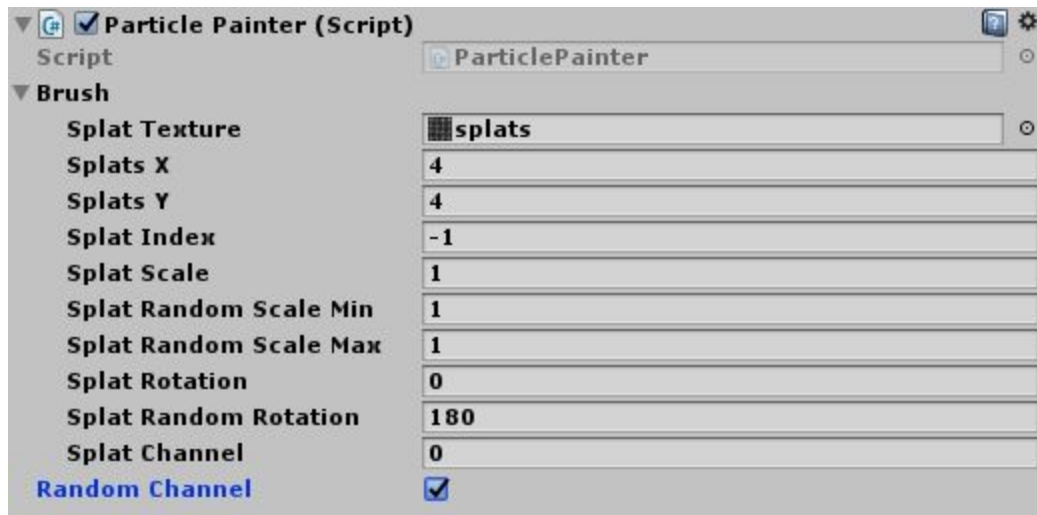 Particle Painter (Script)
Script ParticlePainter
Brush
Splat Texture splats
Splats X 4
Splats Y 4
Splat Index -1
Splat Scale 1
Splat Random Scale Min 1
Splat Random Scale Max 1
Splat Rotation 0
Splat Random Rotation 180
Splat Channel 0
Random Channel